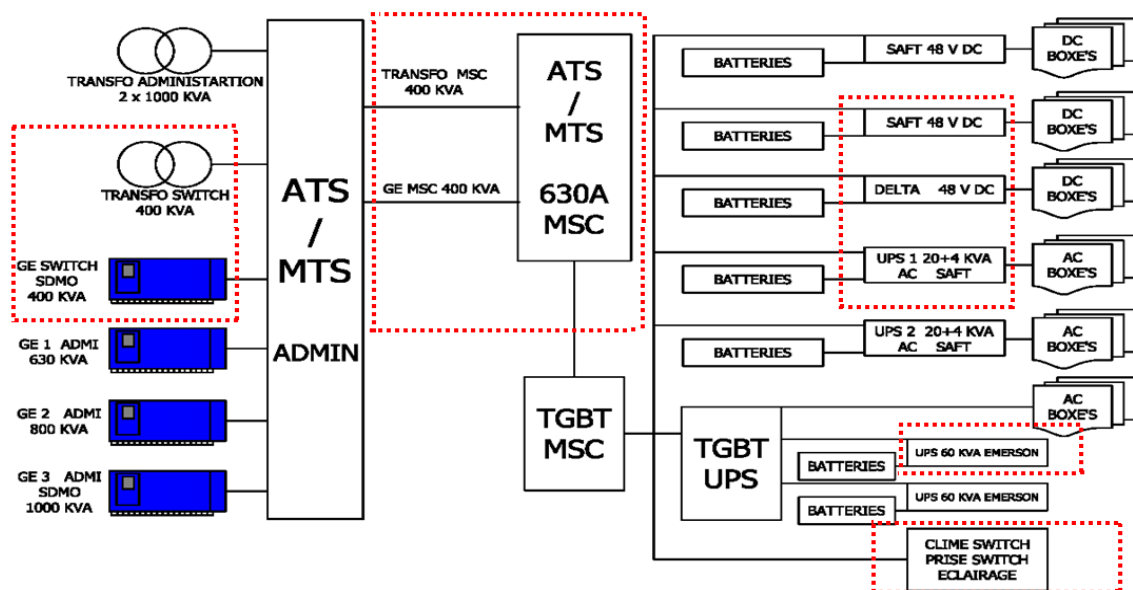 TRANSFO ADMINISTARTION
2 x 1000 KVA
TRANSFO SWITCH
400 KVA
GE SWITCH
SDMO
400 KVA
GE 1 ADMI
630 KVA
GE 2 ADMI
800 KVA
GE 3 ADMI
SDMO
1000 KVA
ATS
/
MTS
ADMIN
TRANSFO MSC
400 KVA
GE MSC 400 KVA
ATS
/
MTS
630A
MSC
TGBT
MSC
TGBT
UPS
BATTERIES
SAFT 48 V DC
DC
BOXE'S
BATTERIES
SAFT 48 V DC
DC
BOXE'S
BATTERIES
DELTA 48 V DC
DC
BOXE'S
BATTERIES
UPS 1 20+4 KVA
AC SAFT
AC
BOXE'S
BATTERIES
UPS 2 20+4 KVA
AC SAFT
AC
BOXE'S
AC
BOXE'S
BATTERIES
UPS 60 KVA EMERSON
BATTERIES
UPS 60 KVA EMERSON
CLIME SWITCH
PRISE SWITCH
ECLAIRAGE